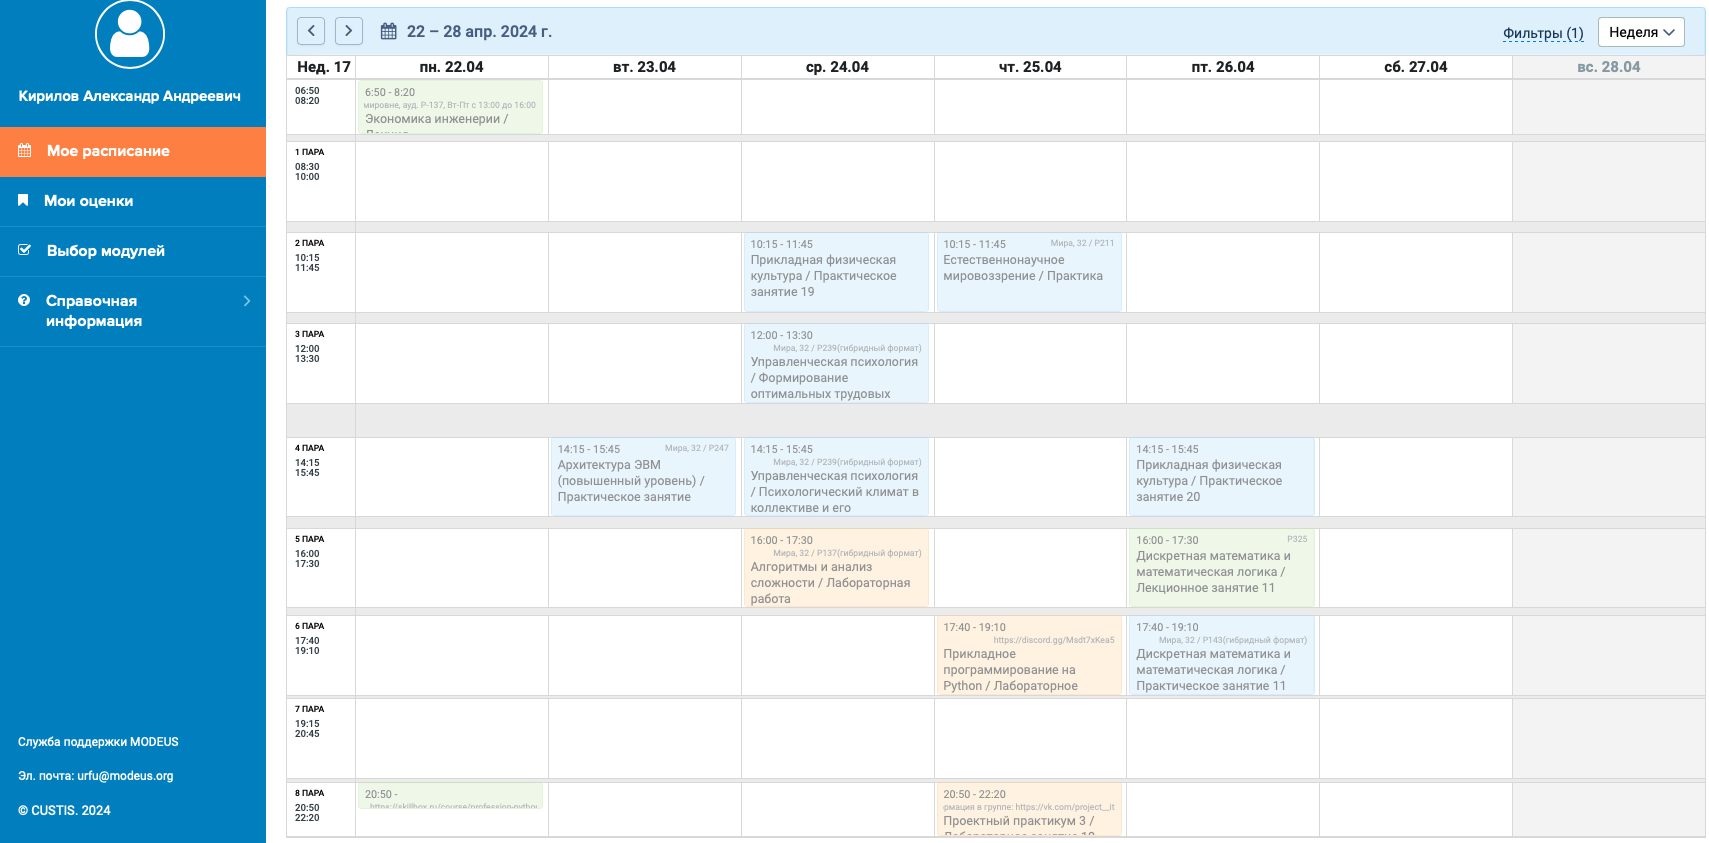 Кирилов Александр Андреевич
Мое расписание
Мои оценки
Выбор модулей
Справочная
информация
Служба поддержки MODEUS
Эл. почта: urfu@modeus.org
© CUSTIS. 2024
22 – 28 апр. 2024 г.
Фильтры (1)
Неделя
Нед. 17
пн. 22.04
вт. 23.04
ср. 24.04
чт. 25.04
пт. 26.04
сб. 27.04
вс. 28.04
06:50
08:20
6:50 - 8:20
мировне, ауд. Р-137, Вт-Пт с 13:00 до 16:00
Экономика инженерии /
1 ПАРА
08:30
10:00
2 ПАРА
10:15
11:45
10:15 - 11:45
Прикладная физическая
культура / Практическое
занятие 19
10:15 - 11:45
Мира, 32 / Р211
Естественнонаучное
мировоззрение / Практика
3 ПАРА
12:00
13:30
12:00 - 13:30
Мира, 32 / Р239(гибридный формат)
Управленческая психология
/ Формирование
оптимальных трудовых
4 ПАРА
14:15
15:45
14:15 - 15:45
Мира, 32 / Р247
Архитектура ЭВМ
(повышенный уровень) /
Практическое занятие
14:15 - 15:45
Мира, 32 / Р239(гибридный формат)
Управленческая психология
/ Психологический климат в
коллективе и его
14:15 - 15:45
Прикладная физическая
культура / Практическое
занятие 20
5 ПАРА
16:00
17:30
16:00 - 17:30
Мира, 32 / Р137(гибридный формат)
Алгоритмы и анализ
сложности / Лабораторная
работа
16:00 - 17:30
Р325
Дискретная математика и
математическая логика /
Лекционное занятие 11
6 ПАРА
17:40
19:10
17:40 - 19:10
https://discord.gg/Msdt7xKea5
Прикладное
программирование на
Python / Лабораторное
17:40 - 19:10
Мира, 32 / Р143(гибридный формат)
Дискретная математика и
математическая логика /
Практическое занятие 11
7 ПАРА
19:15
20:45
8 ПАРА
20:50
22:20
20:50 -
https://skillbox.ru/course/profession-python
20:50 - 22:20
рмация в группе: https://vk.com/project__it
Проектный практикум 3 /
Лабораторное занятие 10